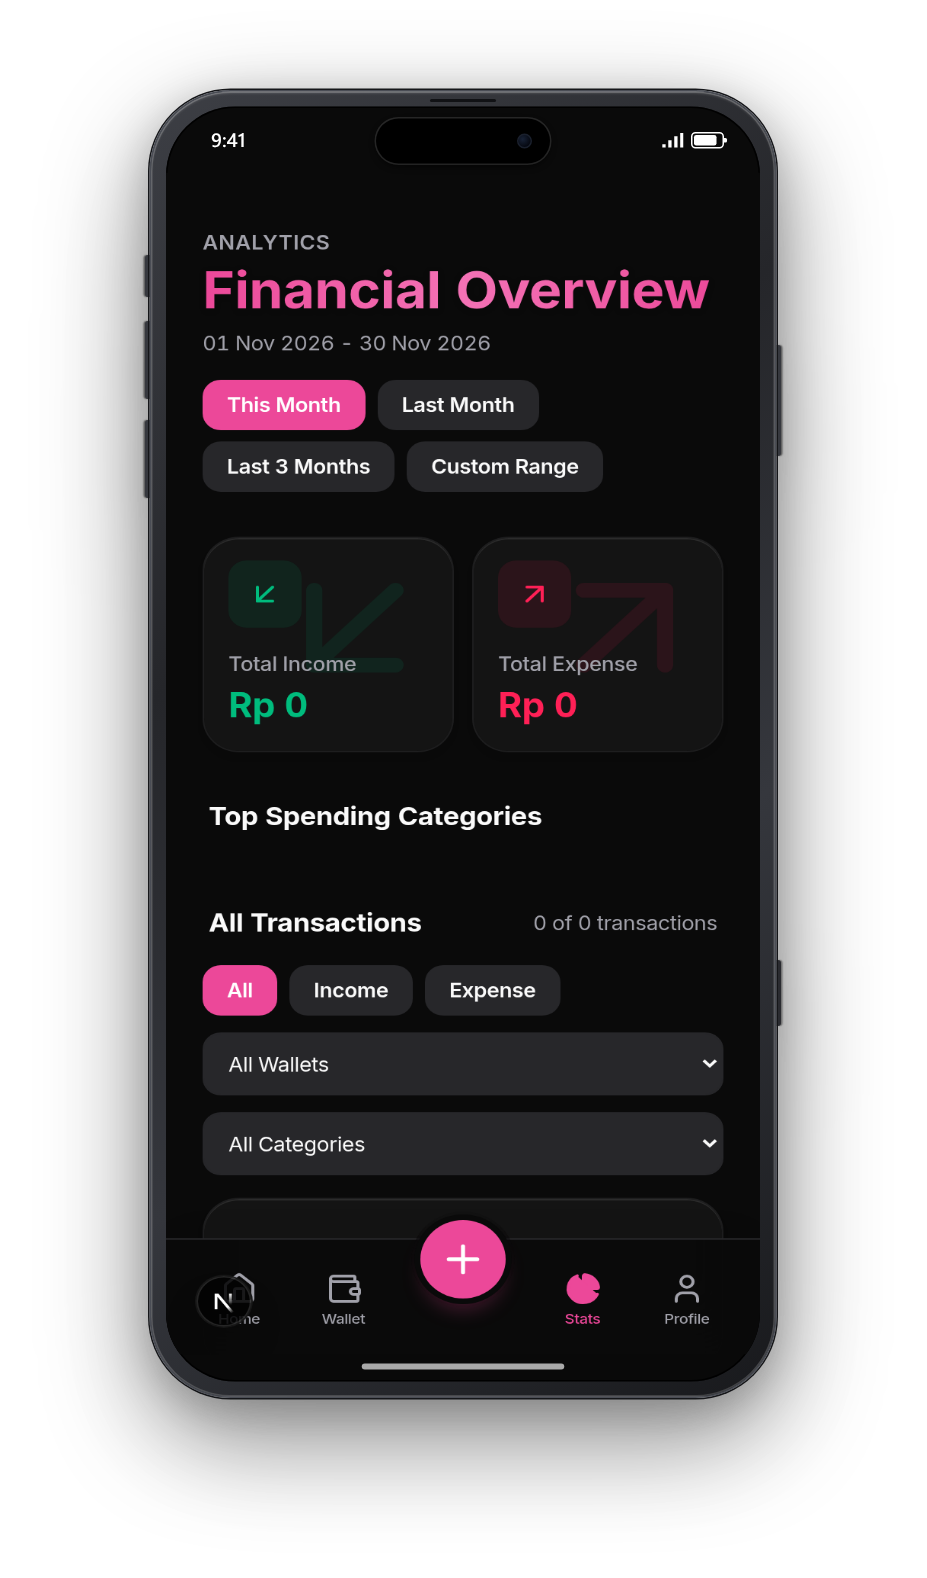 9:41
ANALYTICS
Financial Overview
01 Nov 2026 - 30 Nov 2026
This Month
Last Month
Last 3 Months
Custom Range
Total Income
Rp 0
Total Expense
Rp 0
Top Spending Categories
All Transactions
0 of 0 transactions
All
Income
Expense
All Wallets
All Categories
N
Home
Wallet
Stats
Profile